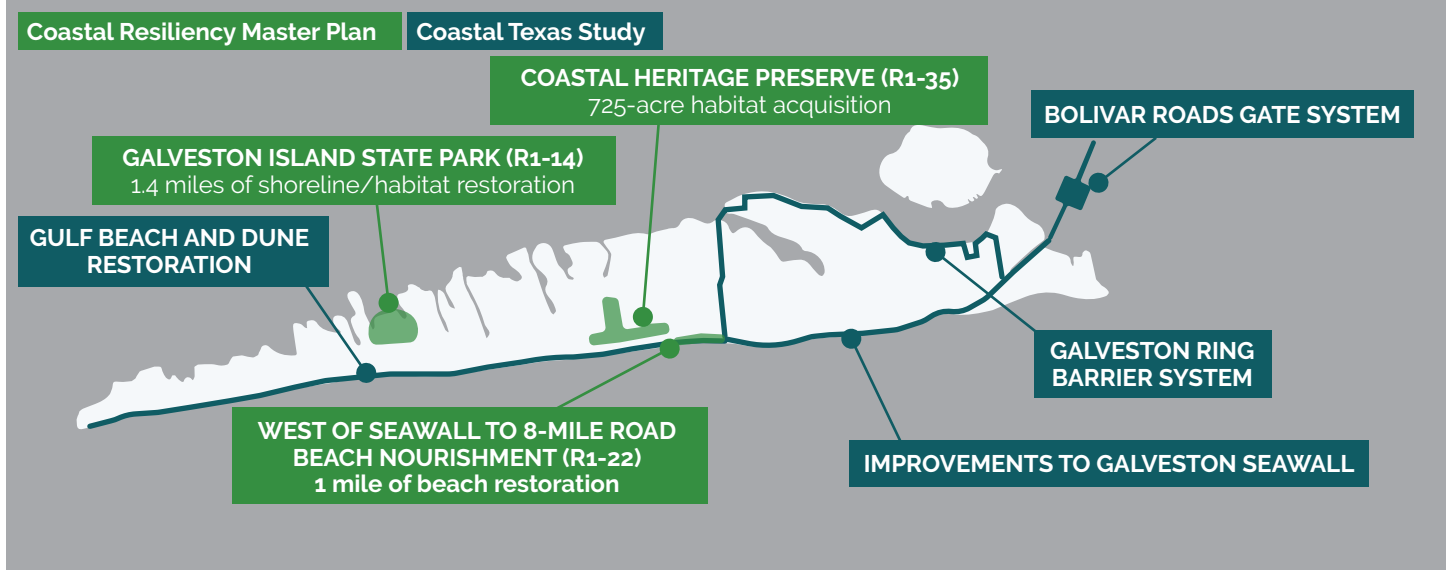 Coastal Resiliency Master Plan
Coastal Texas Study
COASTAL HERITAGE PRESERVE (R1-35)
725-acre habitat acquisition
BOLIVAR ROADS GATE SYSTEM
GALVESTON ISLAND STATE PARK (R1-14)
1.4 miles of shoreline/habitat restoration
GULF BEACH AND DUNE
RESTORATION
GALVESTON RING
BARRIER SYSTEM
WEST OF SEAWALL TO 8-MILE ROAD
BEACH NOURISHMENT (R1-22)
1 mile of beach restoration
IMPROVEMENTS TO GALVESTON SEAWALL